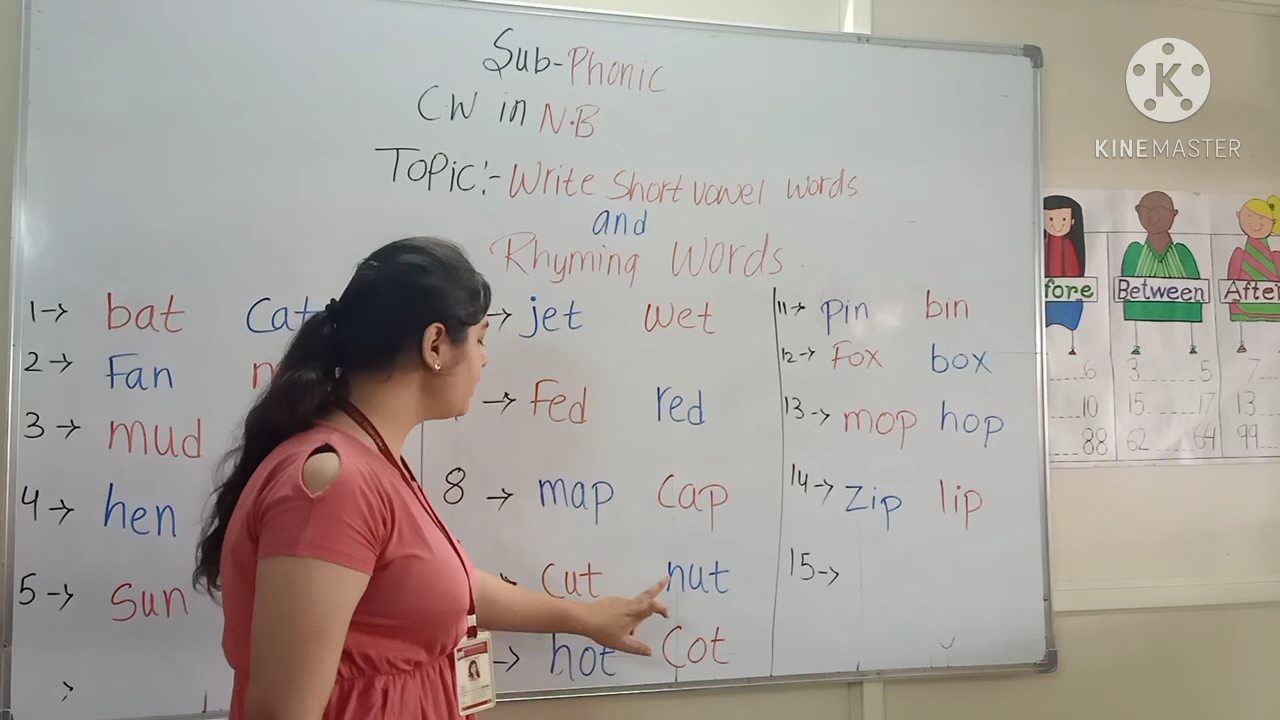 Sub-Phonic
C.W in N.B
Topic:- Write Short vowel words
and
Rhyming Words.
1→ bat cat
2→ Fan
3→ mud
4→ hen
5→ Sun
→ jet wet
→ Fed red
8→ map cap
cut nut
→ hot Cot
11→ pin bin
12→ Fox box
13→ mop hop
14→ Zip lip
15→
K
KINEMASTER
Between
6 3 5 7
10 15 17 13
88 62 64 99